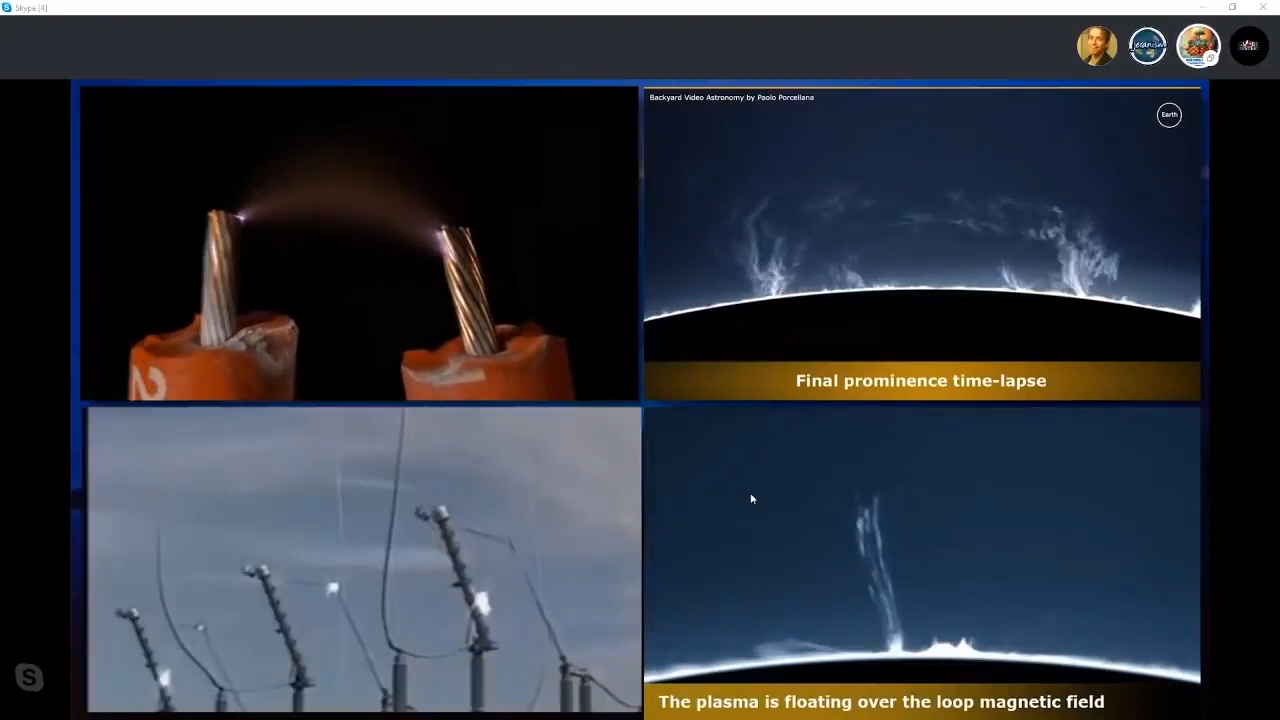 Skype [4]
jeranism
Backyard Video Astronomy by Paolo Porcellana
Earth
Final prominence time-lapse
The plasma is floating over the loop magnetic field